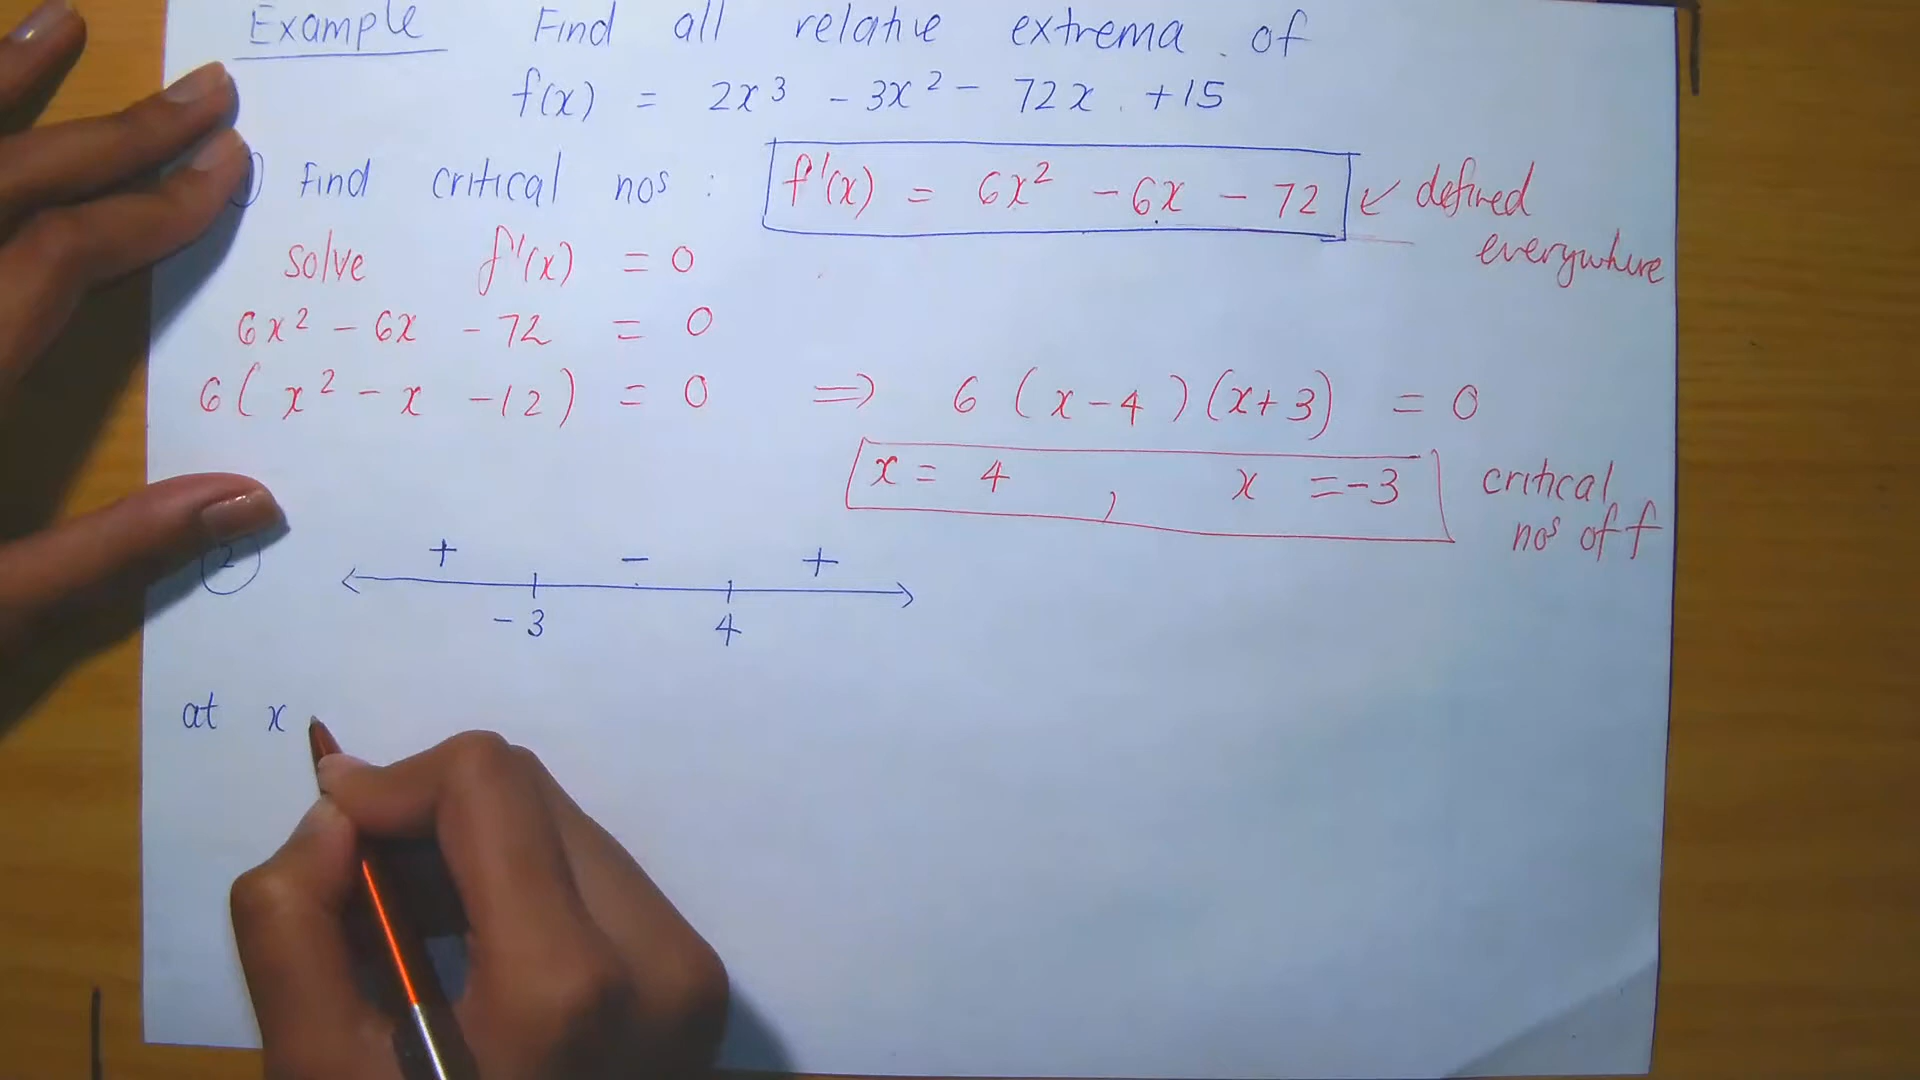 Example Find all relative extrema of
f(x) = 2x³ - 3x² - 72x + 15
Find critical nos : f'(x) = 6x² - 6x - 72 ↙ defined everywhere
solve f'(x) = 0
6x² - 6x - 72 = 0
6(x² - x - 12) = 0 ⟹ 6(x-4)(x+3) = 0
x = 4 , x = -3 critical nos of f
② + - +
-3 4
at x